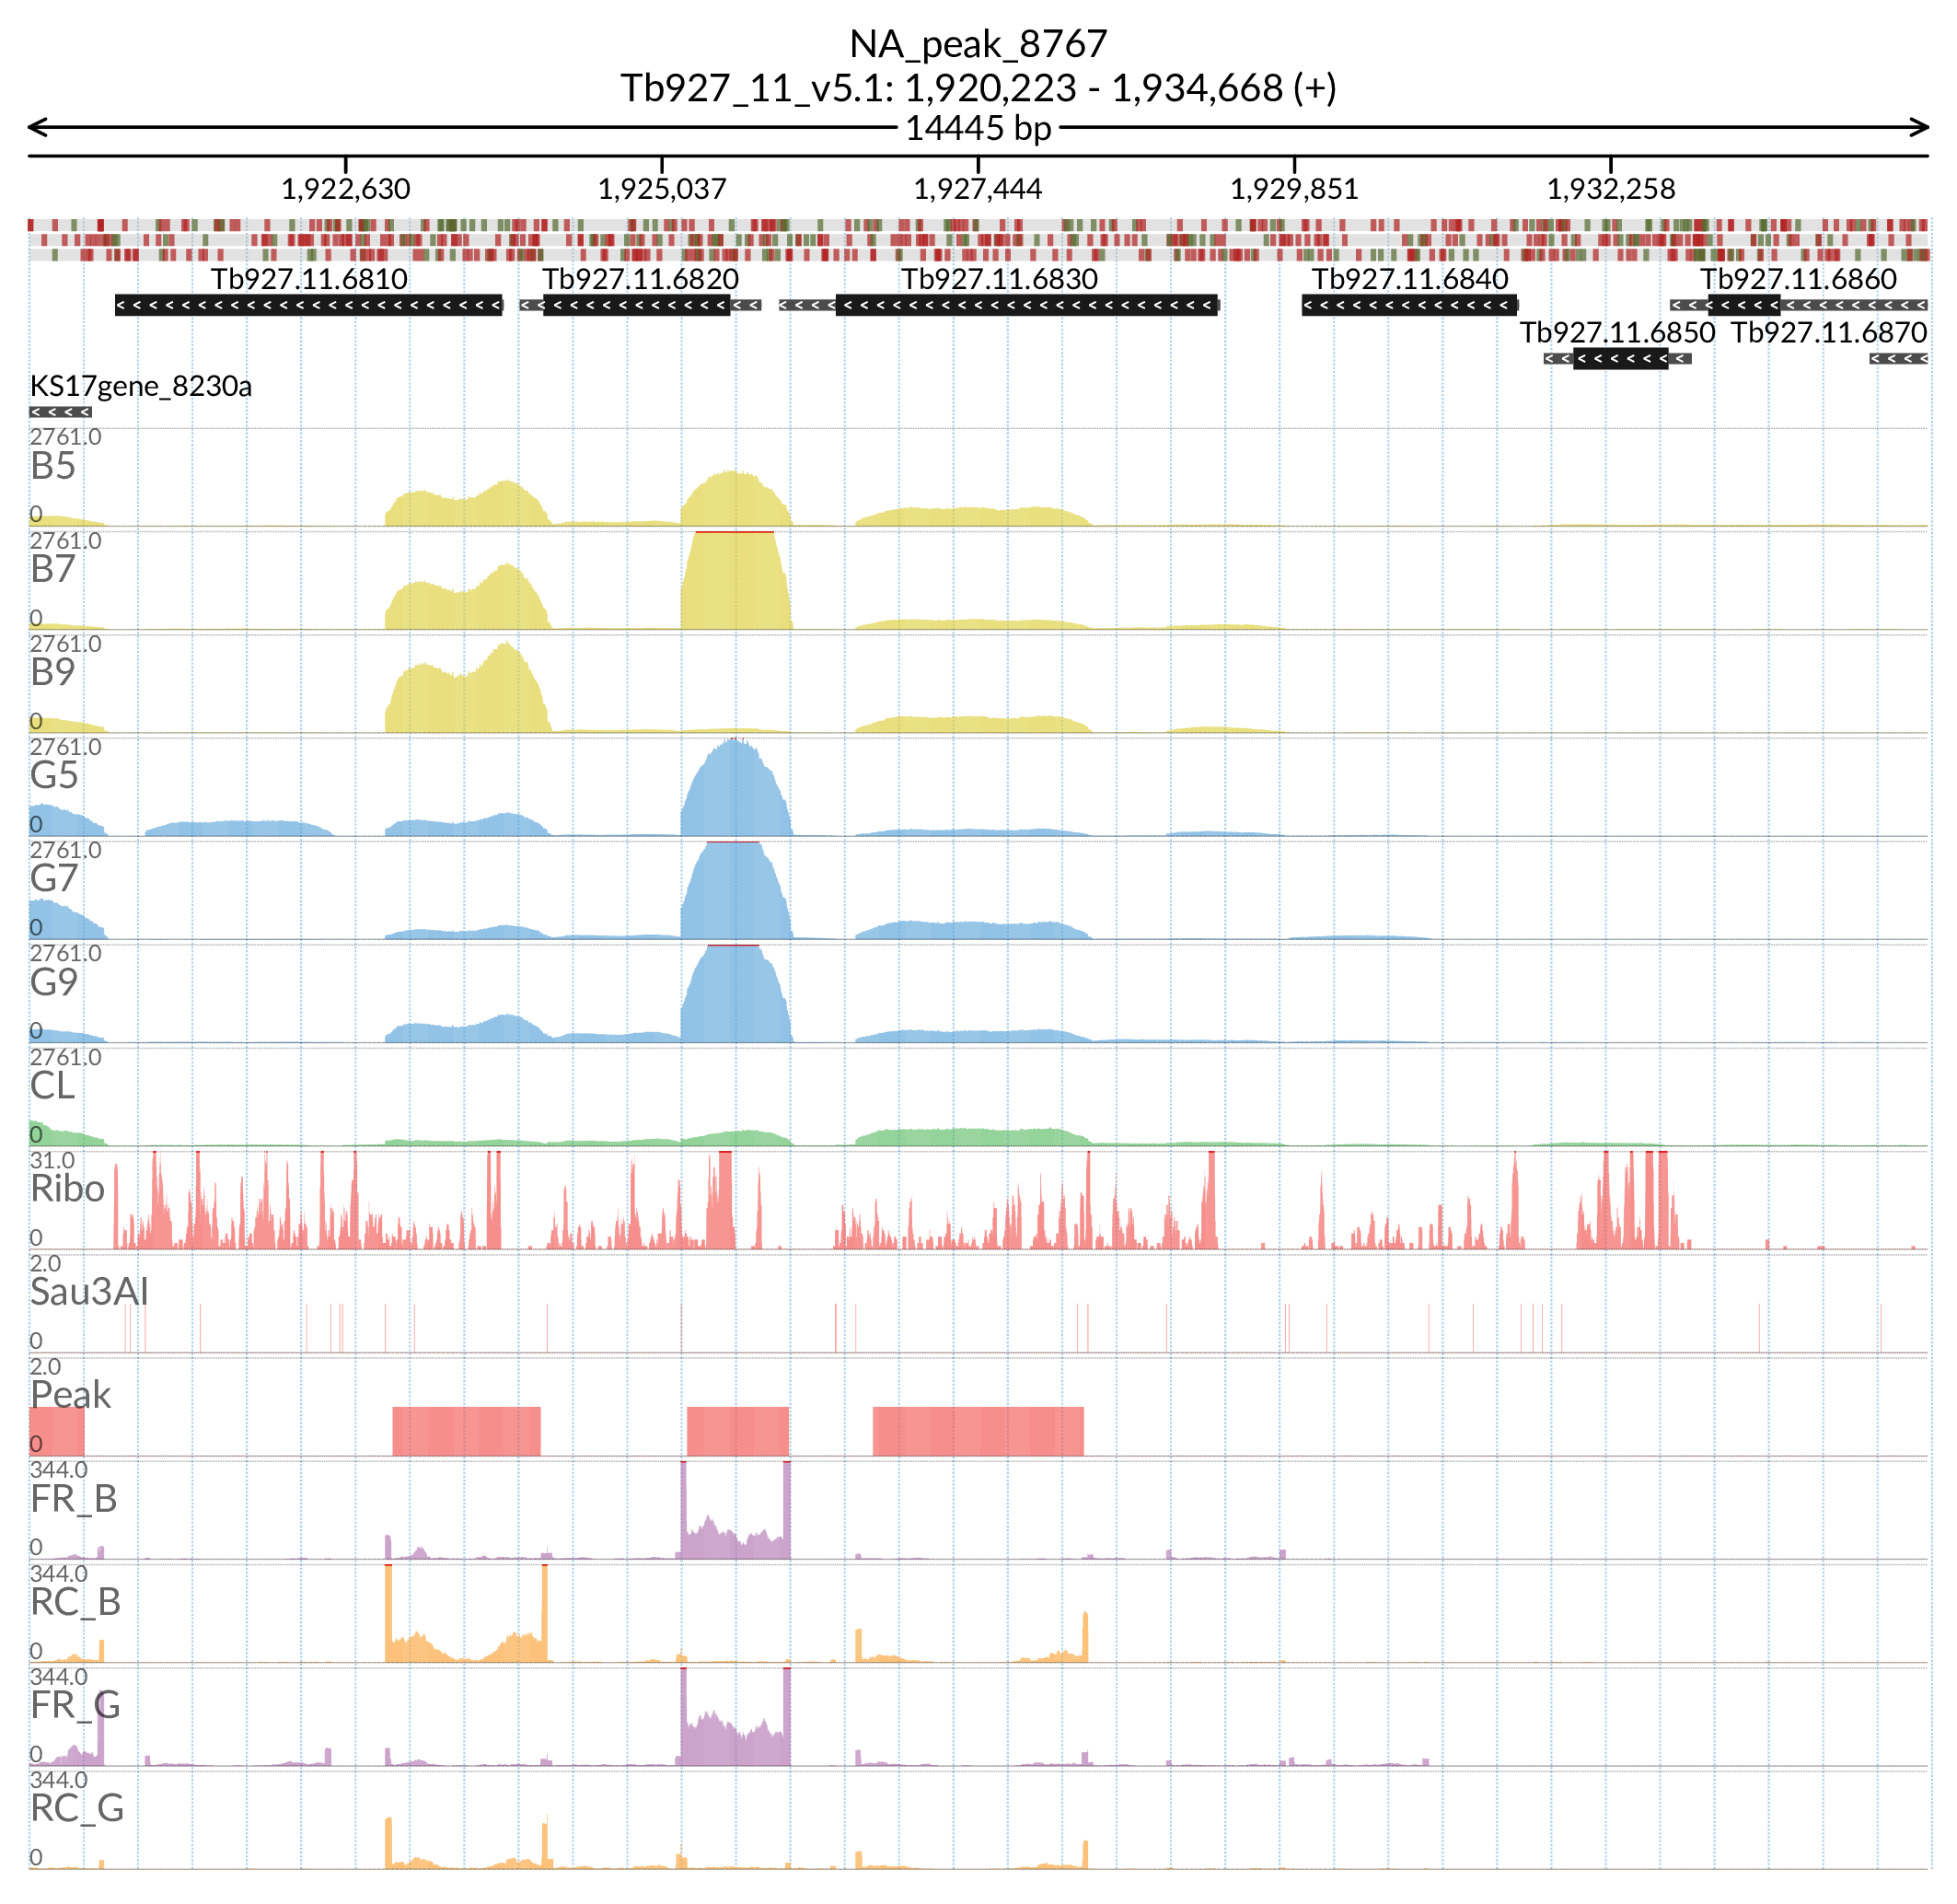 NA_peak_8767
Tb927_11_v5.1: 1,920,223 - 1,934,668 (+)
14445 bp
1,922,630 1,925,037 1,927,444 1,929,851 1,932,258
Tb927.11.6810 Tb927.11.6820 Tb927.11.6830 Tb927.11.6840 Tb927.11.6860
Tb927.11.6850 Tb927.11.6870
KS17gene_8230a
2761.0
B5
0
2761.0
B7
0
2761.0
B9
0
2761.0
G5
0
2761.0
G7
0
2761.0
G9
0
2761.0
CL
0
31.0
Ribo
0
2.0
Sau3AI
0
2.0
Peak
0
344.0
FR_B
0
344.0
RC_B
0
344.0
FR_G
0
344.0
RC_G
0